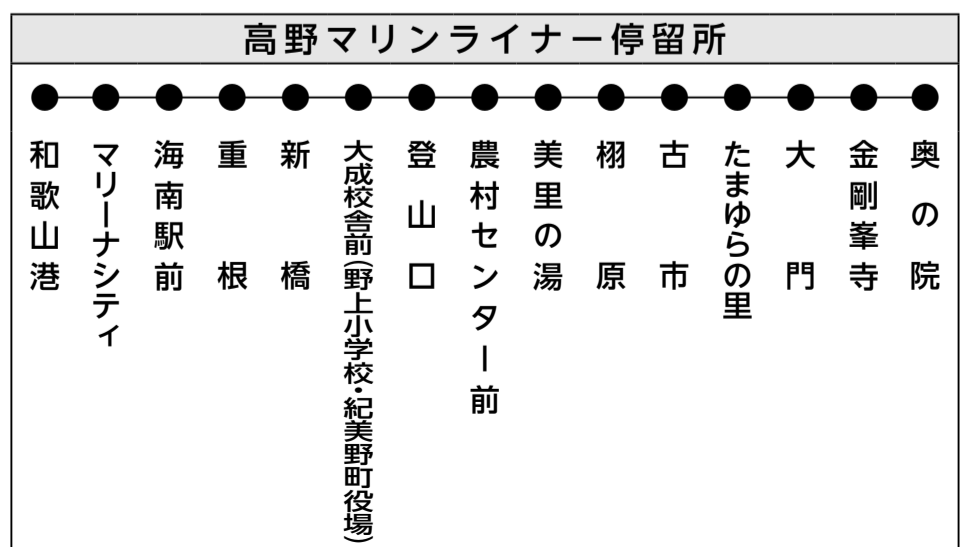 高野マリンライナー停留所
和歌山港
マリーナシティ
海南駅前
重根
新橋
大成校舎前(野上小学校・紀美野町役場)
登山口
農村センター前
美里の湯
栩原
古市
たまゆらの里
大門
金剛峯寺
奥の院